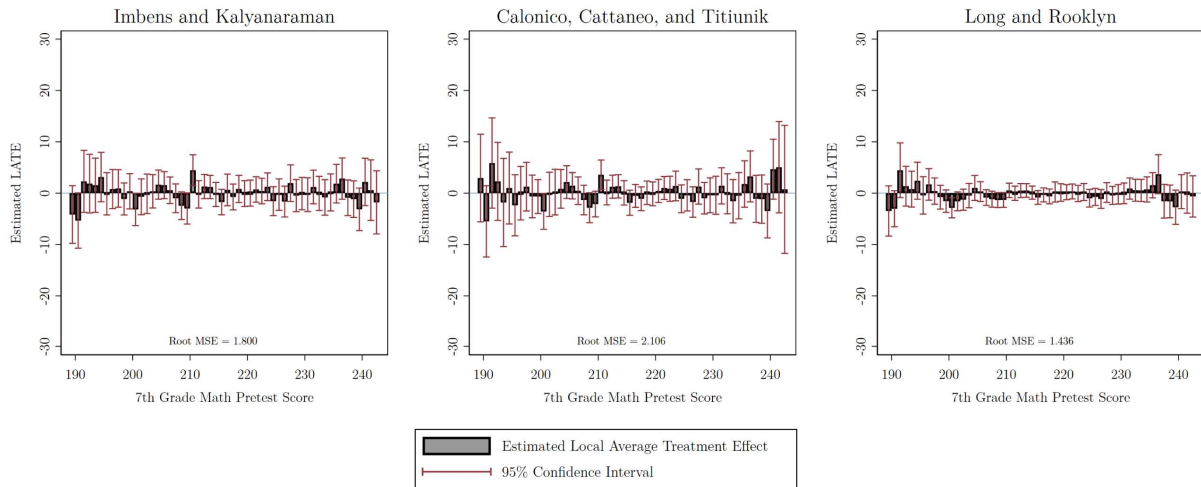 Imbens and Kalyanaraman
Estimated LATE
30
20
10
0
-10
-20
-30
Root MSE = 1.800
190 200 210 220 230 240
7th Grade Math Pretest Score
Calonico, Cattaneo, and Titiunik
Estimated LATE
30
20
10
0
-10
-20
-30
Root MSE = 2.106
190 200 210 220 230 240
7th Grade Math Pretest Score
Long and Rooklyn
Estimated LATE
30
20
10
0
-10
-20
-30
Root MSE = 1.436
190 200 210 220 230 240
7th Grade Math Pretest Score
Estimated Local Average Treatment Effect
95% Confidence Interval